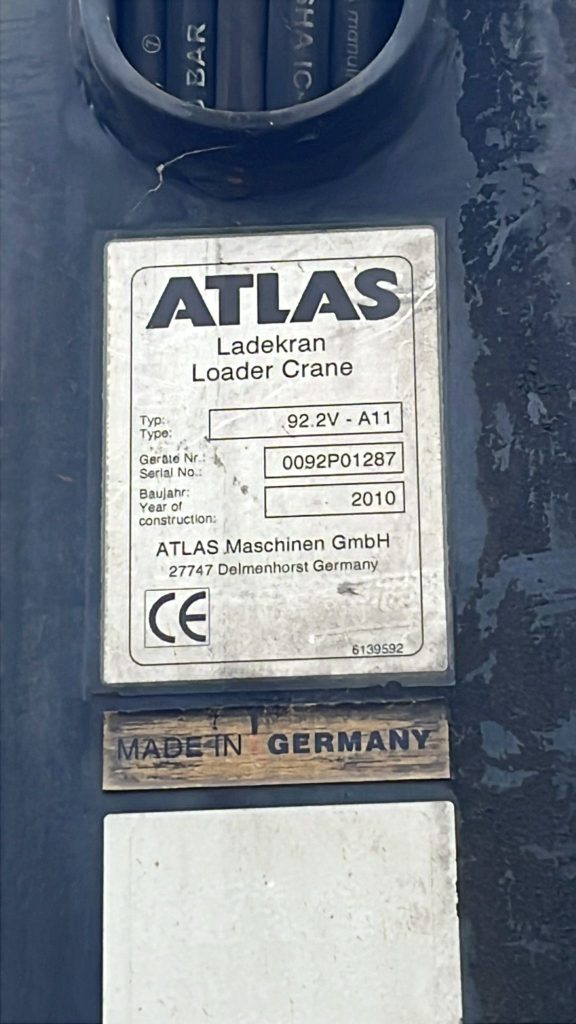 BAR
ATLAS
Ladekran
Loader Crane
Typ: 92.2V - A11
Type:
Geräte Nr.: 0092P01287
Serial No.:
Baujahr: 2010
Year of
construction:
ATLAS Maschinen GmbH
27747 Delmenhorst Germany
CE
6139592
MADE IN GERMANY